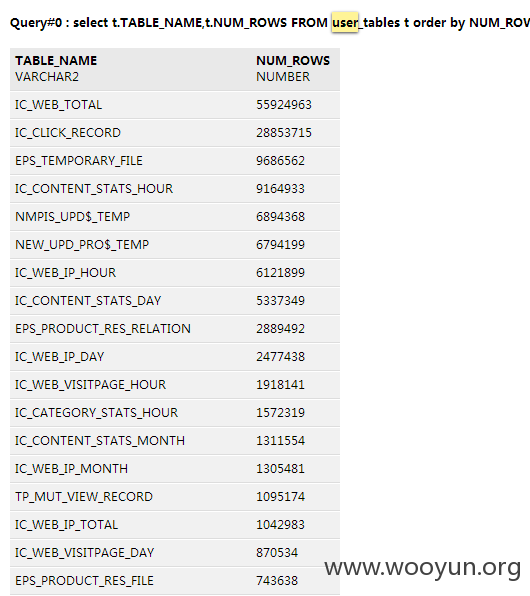 Query#0 : select t.TABLE_NAME,t.NUM_ROWS FROM user_tables t order by NUM_ROW
TABLE_NAME NUM_ROWS
VARCHAR2 NUMBER
IC_WEB_TOTAL 55924963
IC_CLICK_RECORD 28853715
EPS_TEMPORARY_FILE 9686562
IC_CONTENT_STATS_HOUR 9164933
NMPIS_UPD$_TEMP 6894368
NEW_UPD_PRO$_TEMP 6794199
IC_WEB_IP_HOUR 6121899
IC_CONTENT_STATS_DAY 5337349
EPS_PRODUCT_RES_RELATION 2889492
IC_WEB_IP_DAY 2477438
IC_WEB_VISITPAGE_HOUR 1918141
IC_CATEGORY_STATS_HOUR 1572319
IC_CONTENT_STATS_MONTH 1311554
IC_WEB_IP_MONTH 1305481
TP_MUT_VIEW_RECORD 1095174
IC_WEB_IP_TOTAL 1042983
IC_WEB_VISITPAGE_DAY 870534
EPS_PRODUCT_RES_FILE 743638
www.wooyun.org